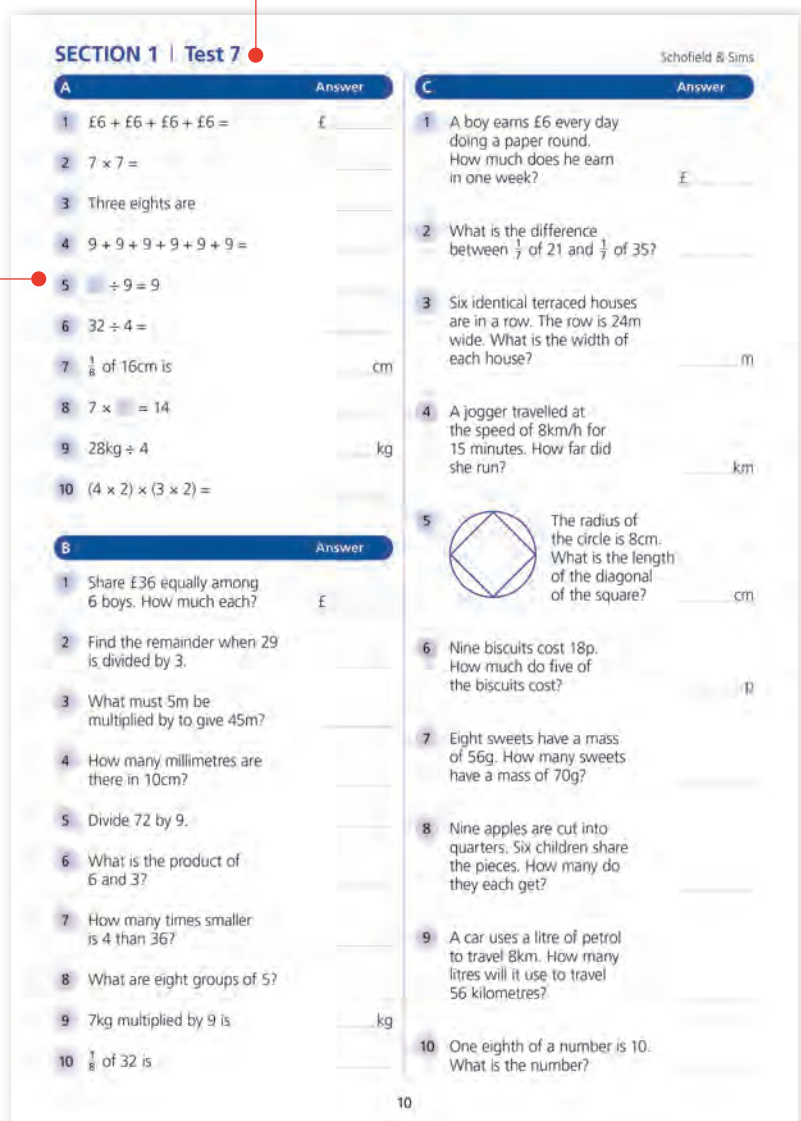 SECTION 1 | Test 7
Schofield & Sims
A Answer
1 £6 + £6 + £6 + £6 = £
2 7 × 7 =
3 Three eights are
4 9 + 9 + 9 + 9 + 9 + 9 =
5 ÷ 9 = 9
6 32 ÷ 4 =
7 1/8 of 16cm is cm
8 7 × = 14
9 28kg ÷ 4 kg
10 (4 × 2) × (3 × 2) =
B Answer
1 Share £36 equally among
6 boys. How much each? £
2 Find the remainder when 29
is divided by 3.
3 What must 5m be
multiplied by to give 45m?
4 How many millimetres are
there in 10cm?
5 Divide 72 by 9.
6 What is the product of
6 and 3?
7 How many times smaller
is 4 than 36?
8 What are eight groups of 5?
9 7kg multiplied by 9 is kg
10 1/8 of 32 is
C Answer
1 A boy earns £6 every day
doing a paper round.
How much does he earn
in one week? £
2 What is the difference
between 1/7 of 21 and 1/7 of 35?
3 Six identical terraced houses
are in a row. The row is 24m
wide. What is the width of
each house? m
4 A jogger travelled at
the speed of 8km/h for
15 minutes. How far did
she run? km
5 The radius of
the circle is 8cm.
What is the length
of the diagonal
of the square? cm
6 Nine biscuits cost 18p.
How much do five of
the biscuits cost? p
7 Eight sweets have a mass
of 56g. How many sweets
have a mass of 70g?
8 Nine apples are cut into
quarters. Six children share
the pieces. How many do
they each get?
9 A car uses a litre of petrol
to travel 8km. How many
litres will it use to travel
56 kilometres?
10 One eighth of a number is 10.
What is the number?
10